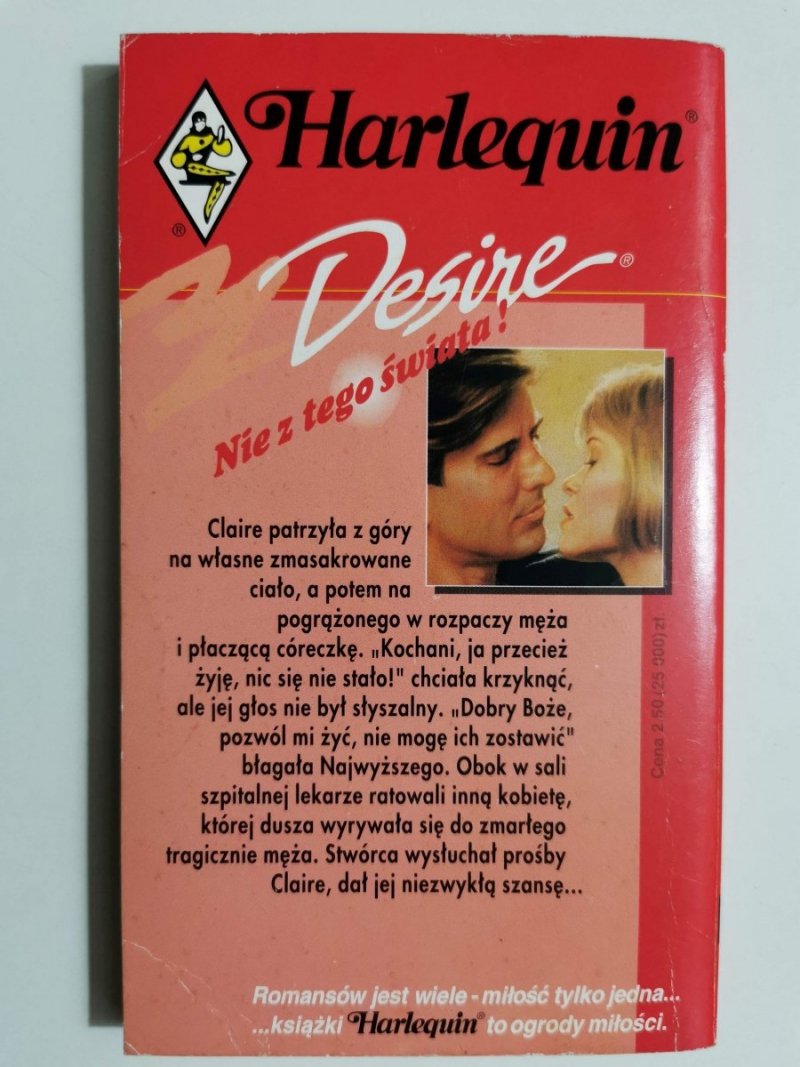 Harlequin®
®
Desire®
Nie z tego świata!
Claire patrzyła z góry
na własne zmasakrowane
ciało, a potem na
pogrążonego w rozpaczy męża
i płaczącą córeczkę. „Kochani, ja przecież
żyję, nic się nie stało!" chciała krzyknąć,
ale jej głos nie był słyszalny. „Dobry Boże,
pozwól mi żyć, nie mogę ich zostawić"
błagała Najwyższego. Obok w sali
szpitalnej lekarze ratowali inną kobietę,
której dusza wyrywała się do zmarłego
tragicznie męża. Stwórca wysłuchał prośby
Claire, dał jej niezwykłą szansę...
Cena 2.50 (25 000) zł
Romansów jest wiele - miłość tylko jedna...
...książki Harlequin® to ogrody miłości.